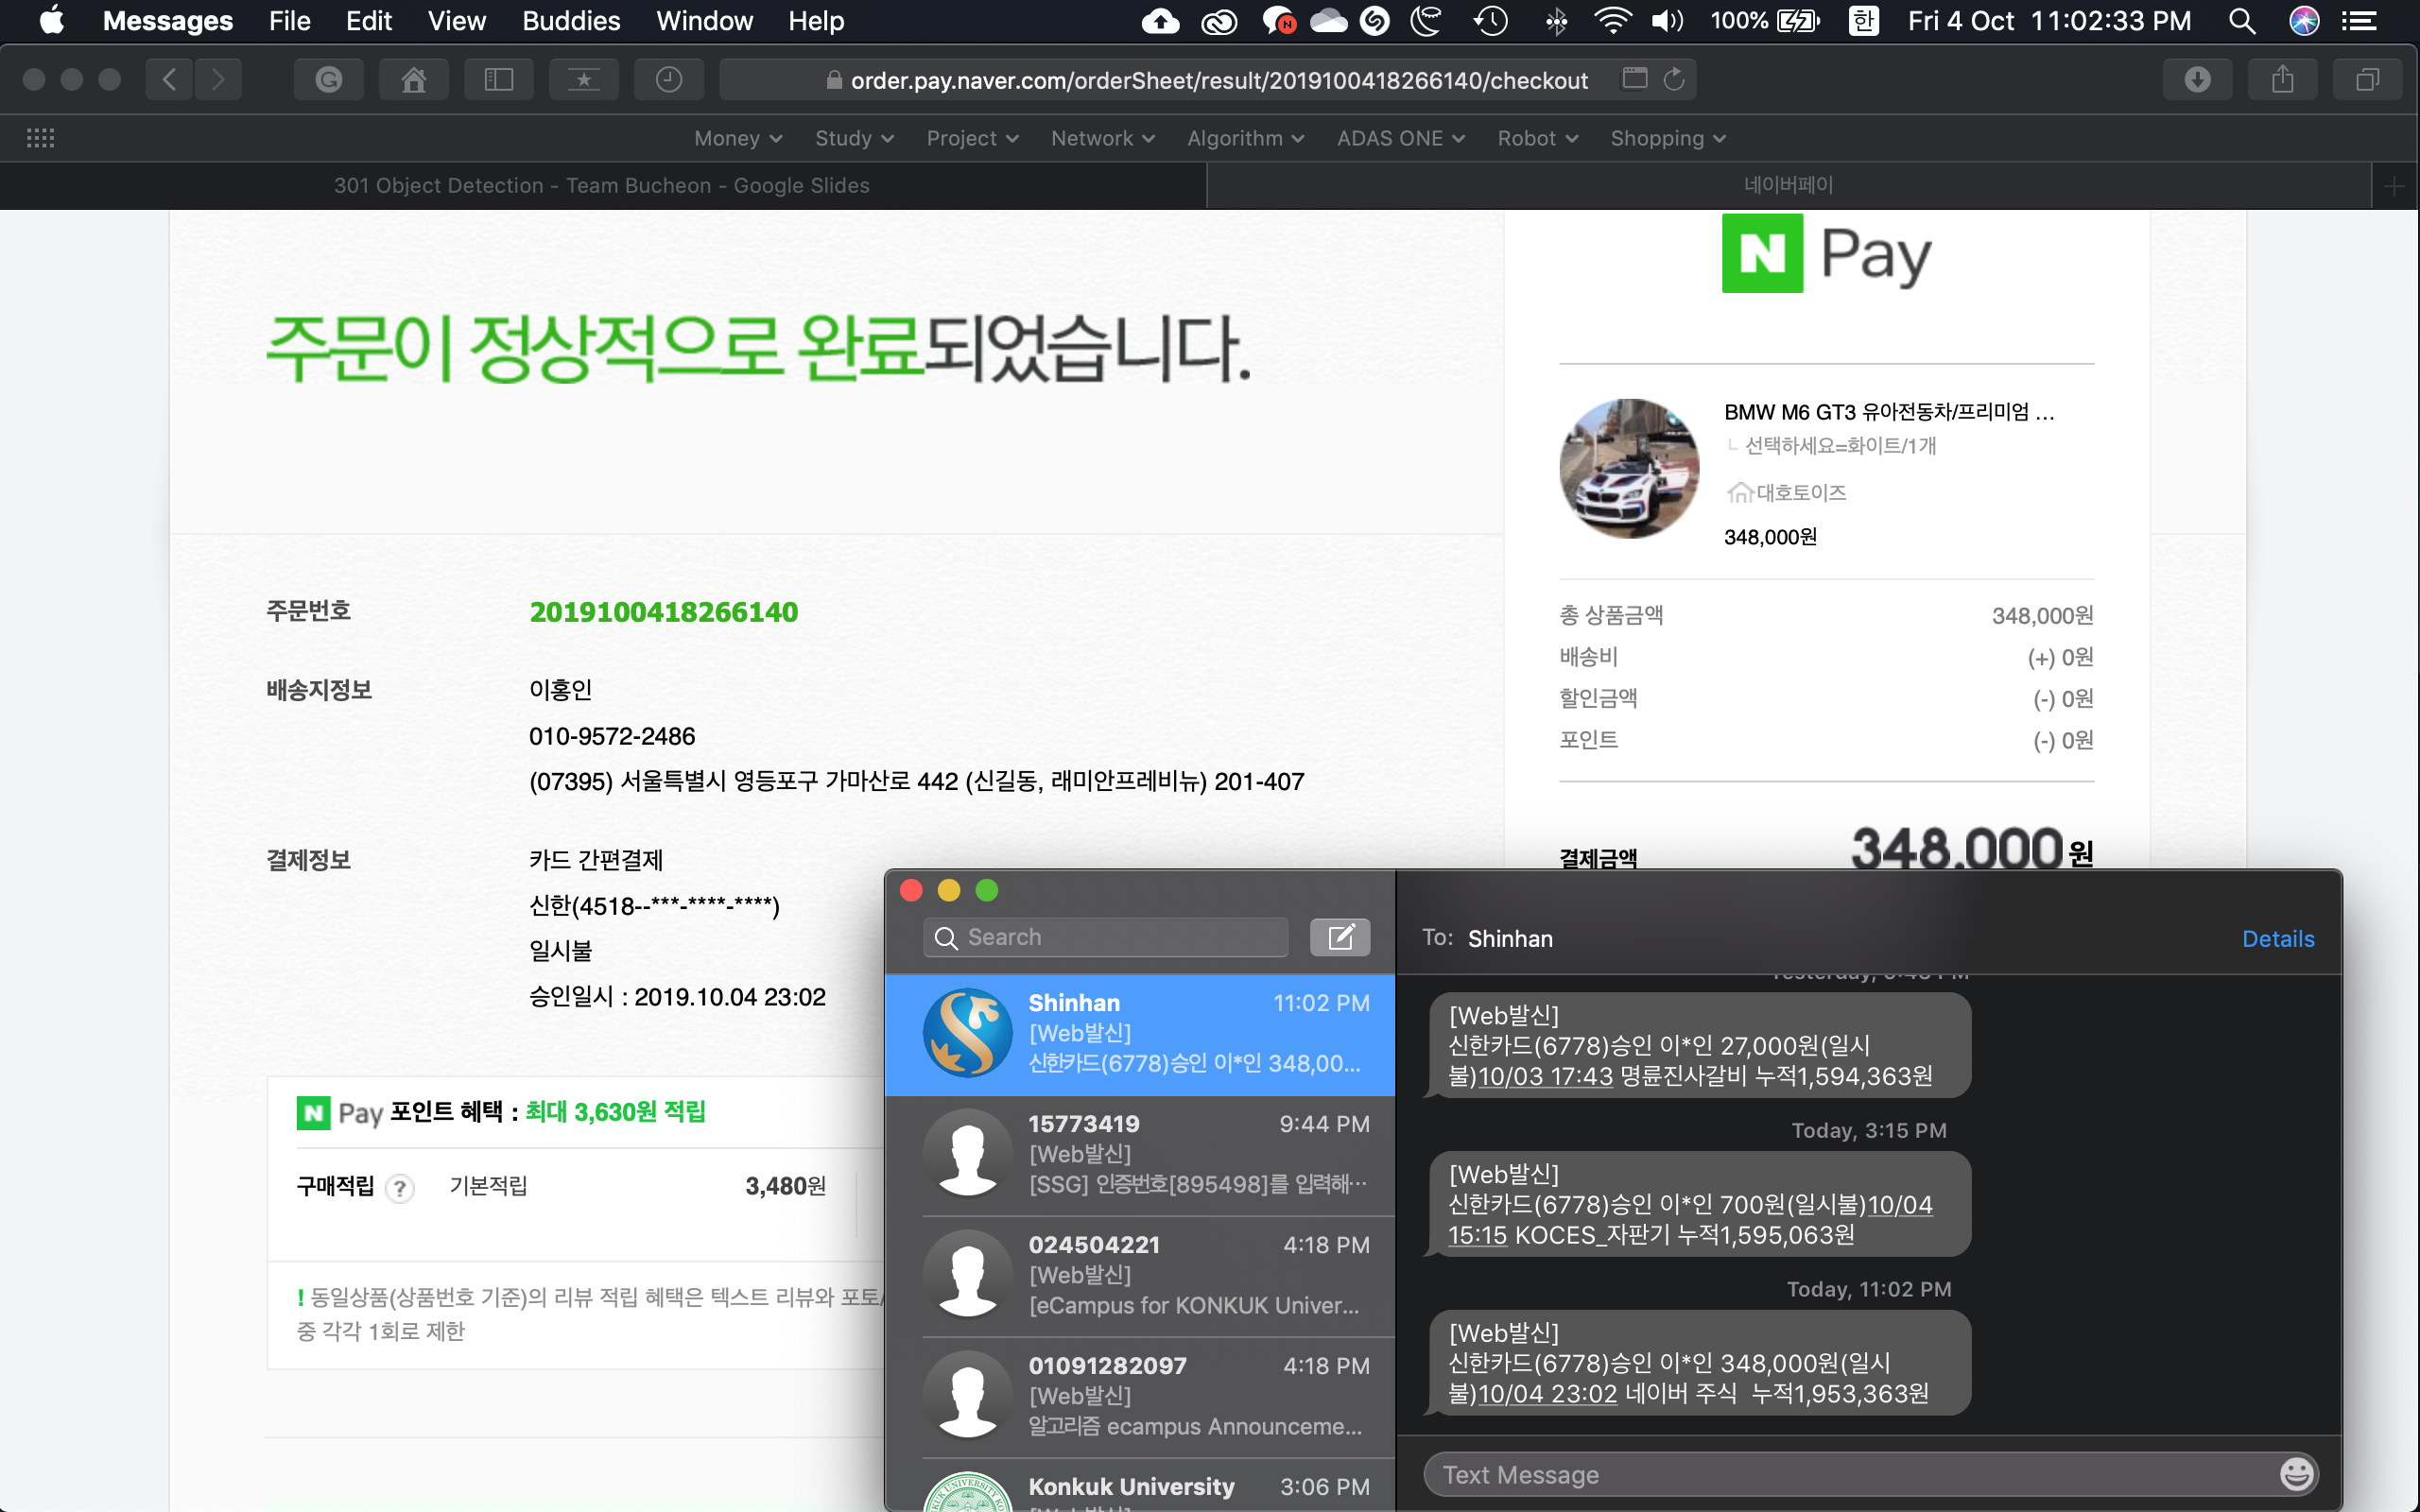 Messages File Edit View Buddies Window Help 100% 한 Fri 4 Oct 11:02:33 PM
order.pay.naver.com/orderSheet/result/2019100418266140/checkout
Money Study Project Network Algorithm ADAS ONE Robot Shopping
301 Object Detection - Team Bucheon - Google Slides 네이버페이
N Pay
주문이 정상적으로 완료되었습니다.
BMW M6 GT3 유아전동차/프리미엄 ...
선택하세요=화이트/1개
대호토이즈
348,000원
주문번호 2019100418266140
배송지정보 이홍인
010-9572-2486
(07395) 서울특별시 영등포구 가마산로 442 (신길동, 래미안프레비뉴) 201-407
결제정보 카드 간편결제
신한(4518--***-****-****)
일시불
승인일시 : 2019.10.04 23:02
총 상품금액 348,000원
배송비 (+) 0원
할인금액 (-) 0원
포인트 (-) 0원
결제금액 348,000원
N Pay 포인트 혜택 : 최대 3,630원 적립
구매적립 ? 기본적립 3,480원
! 동일상품(상품번호 기준)의 리뷰 적립 혜택은 텍스트 리뷰와 포토/
중 각각 1회로 제한
Search
Shinhan 11:02 PM
[Web발신]
신한카드(6778)승인 이*인 348,00...
15773419 9:44 PM
[Web발신]
[SSG] 인증번호[895498]를 입력해...
024504221 4:18 PM
[Web발신]
[eCampus for KONKUK Univer...
01091282097 4:18 PM
[Web발신]
알고리즘 ecampus Announceme...
Konkuk University 3:06 PM
To: Shinhan Details
[Web발신]
신한카드(6778)승인 이*인 27,000원(일시
불)10/03 17:43 명륜진사갈비 누적1,594,363원
Today, 3:15 PM
[Web발신]
신한카드(6778)승인 이*인 700원(일시불)10/04
15:15 KOCES_자판기 누적1,595,063원
Today, 11:02 PM
[Web발신]
신한카드(6778)승인 이*인 348,000원(일시
불)10/04 23:02 네이버 주식 누적1,953,363원
Text Message